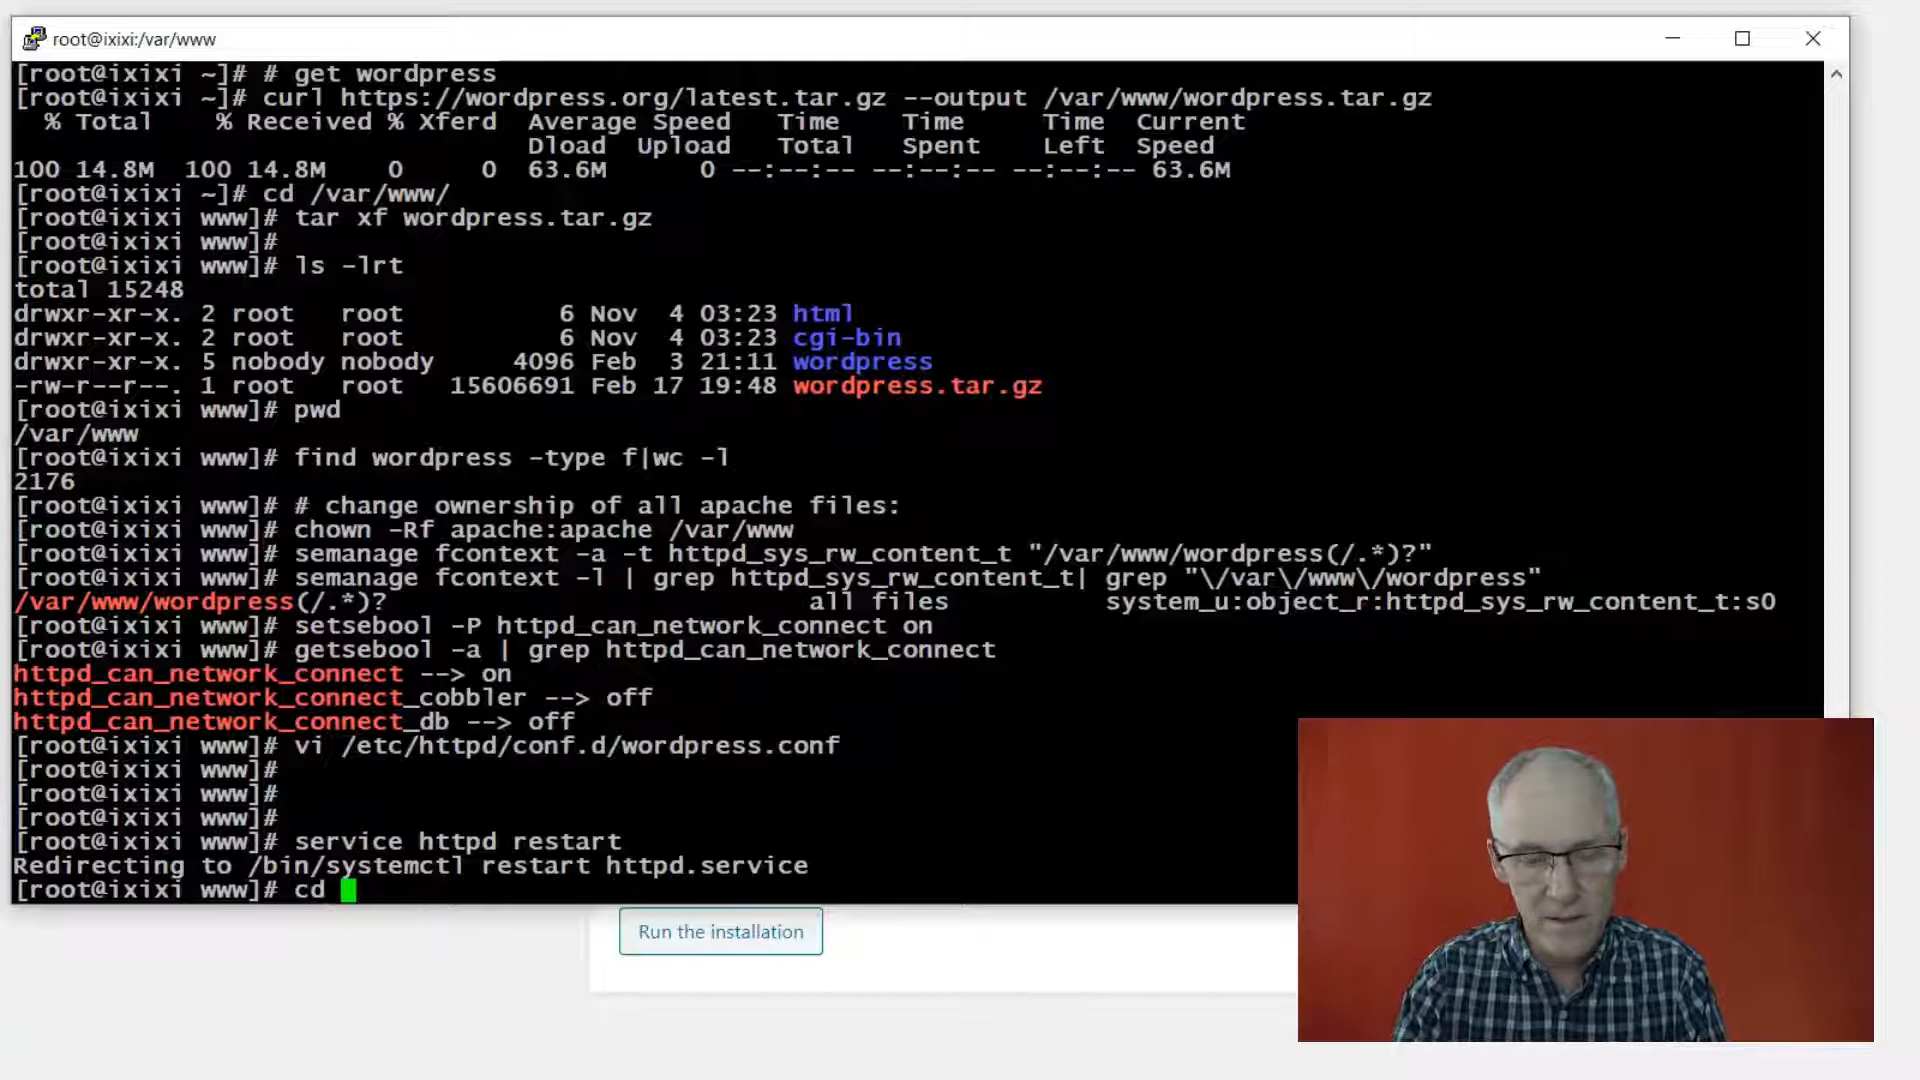 root@ixixi:/var/www
[root@ixixi ~]# # get wordpress
[root@ixixi ~]# curl https://wordpress.org/latest.tar.gz --output /var/www/wordpress.tar.gz
% Total % Received % Xferd Average Speed Time Time Time Current
Dload Upload Total Spent Left Speed
100 14.8M 100 14.8M 0 0 63.6M 0 --:--:-- --:--:-- --:--:-- 63.6M
[root@ixixi ~]# cd /var/www/
[root@ixixi www]# tar xf wordpress.tar.gz
[root@ixixi www]#
[root@ixixi www]# ls -lrt
total 15248
drwxr-xr-x. 2 root root 6 Nov 4 03:23 html
drwxr-xr-x. 2 root root 6 Nov 4 03:23 cgi-bin
drwxr-xr-x. 5 nobody nobody 4096 Feb 3 21:11 wordpress
-rw-r--r--. 1 root root 15606691 Feb 17 19:48 wordpress.tar.gz
[root@ixixi www]# pwd
/var/www
[root@ixixi www]# find wordpress -type f|wc -l
2176
[root@ixixi www]# # change ownership of all apache files:
[root@ixixi www]# chown -Rf apache:apache /var/www
[root@ixixi www]# semanage fcontext -a -t httpd_sys_rw_content_t "/var/www/wordpress(/.*)?"
[root@ixixi www]# semanage fcontext -l | grep httpd_sys_rw_content_t| grep "\/var\/www\/wordpress"
/var/www/wordpress(/.*)? all files system_u:object_r:httpd_sys_rw_content_t:s0
[root@ixixi www]# setsebool -P httpd_can_network_connect on
[root@ixixi www]# getsebool -a | grep httpd_can_network_connect
httpd_can_network_connect --> on
httpd_can_network_connect_cobbler --> off
httpd_can_network_connect_db --> off
[root@ixixi www]# vi /etc/httpd/conf.d/wordpress.conf
[root@ixixi www]#
[root@ixixi www]#
[root@ixixi www]#
[root@ixixi www]# service httpd restart
Redirecting to /bin/systemctl restart httpd.service
[root@ixixi www]# cd
Run the installation